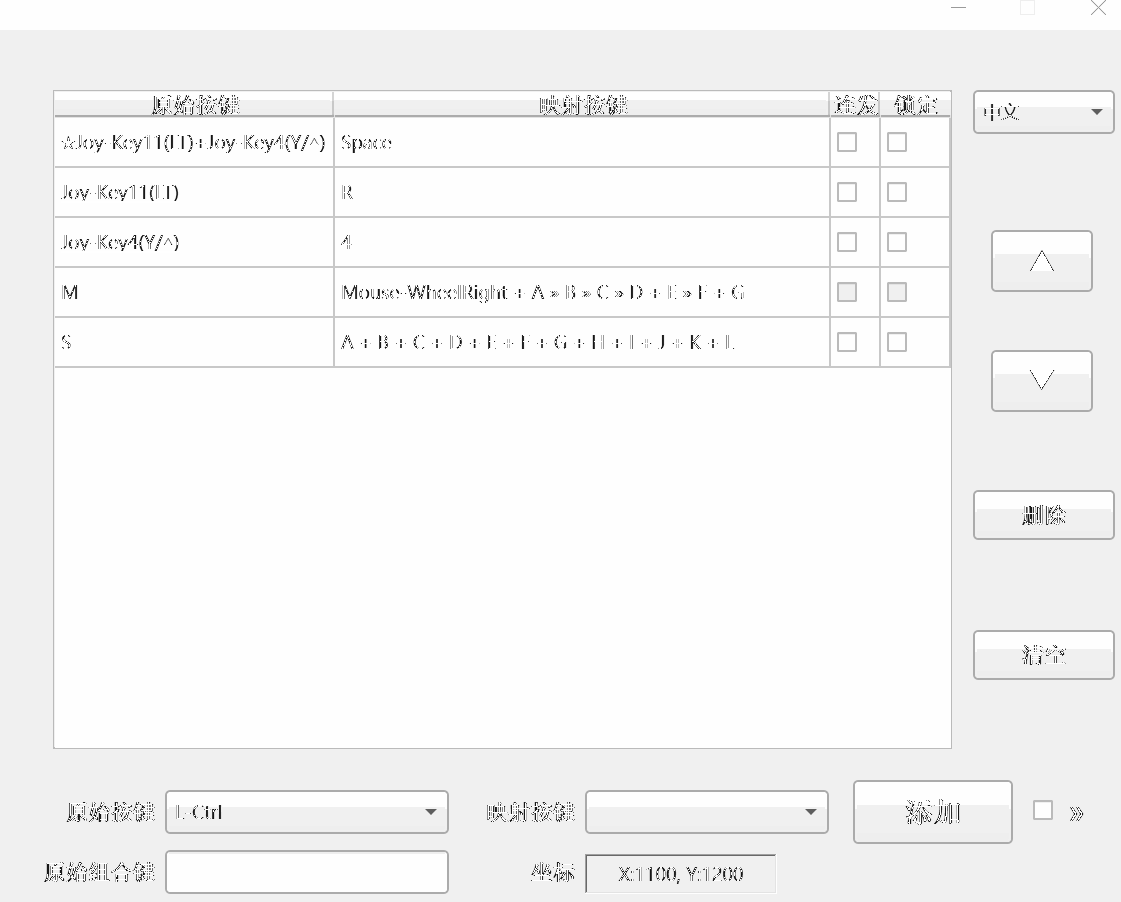 原始按键 映射按键 连发 锁定
中文
☆Joy-Key11(LT)+Joy-Key4(Y/^) Space
Joy-Key11(LT) R
Joy-Key4(Y/^) 4
M Mouse-WheelRight + A » B » C » D + E » F + G
S A + B + C + D + E + F + G + H + I + J + K + L
删除
清空
原始按键 L-Ctrl 映射按键 添加 »
原始组合键 坐标 X:1100, Y:1200